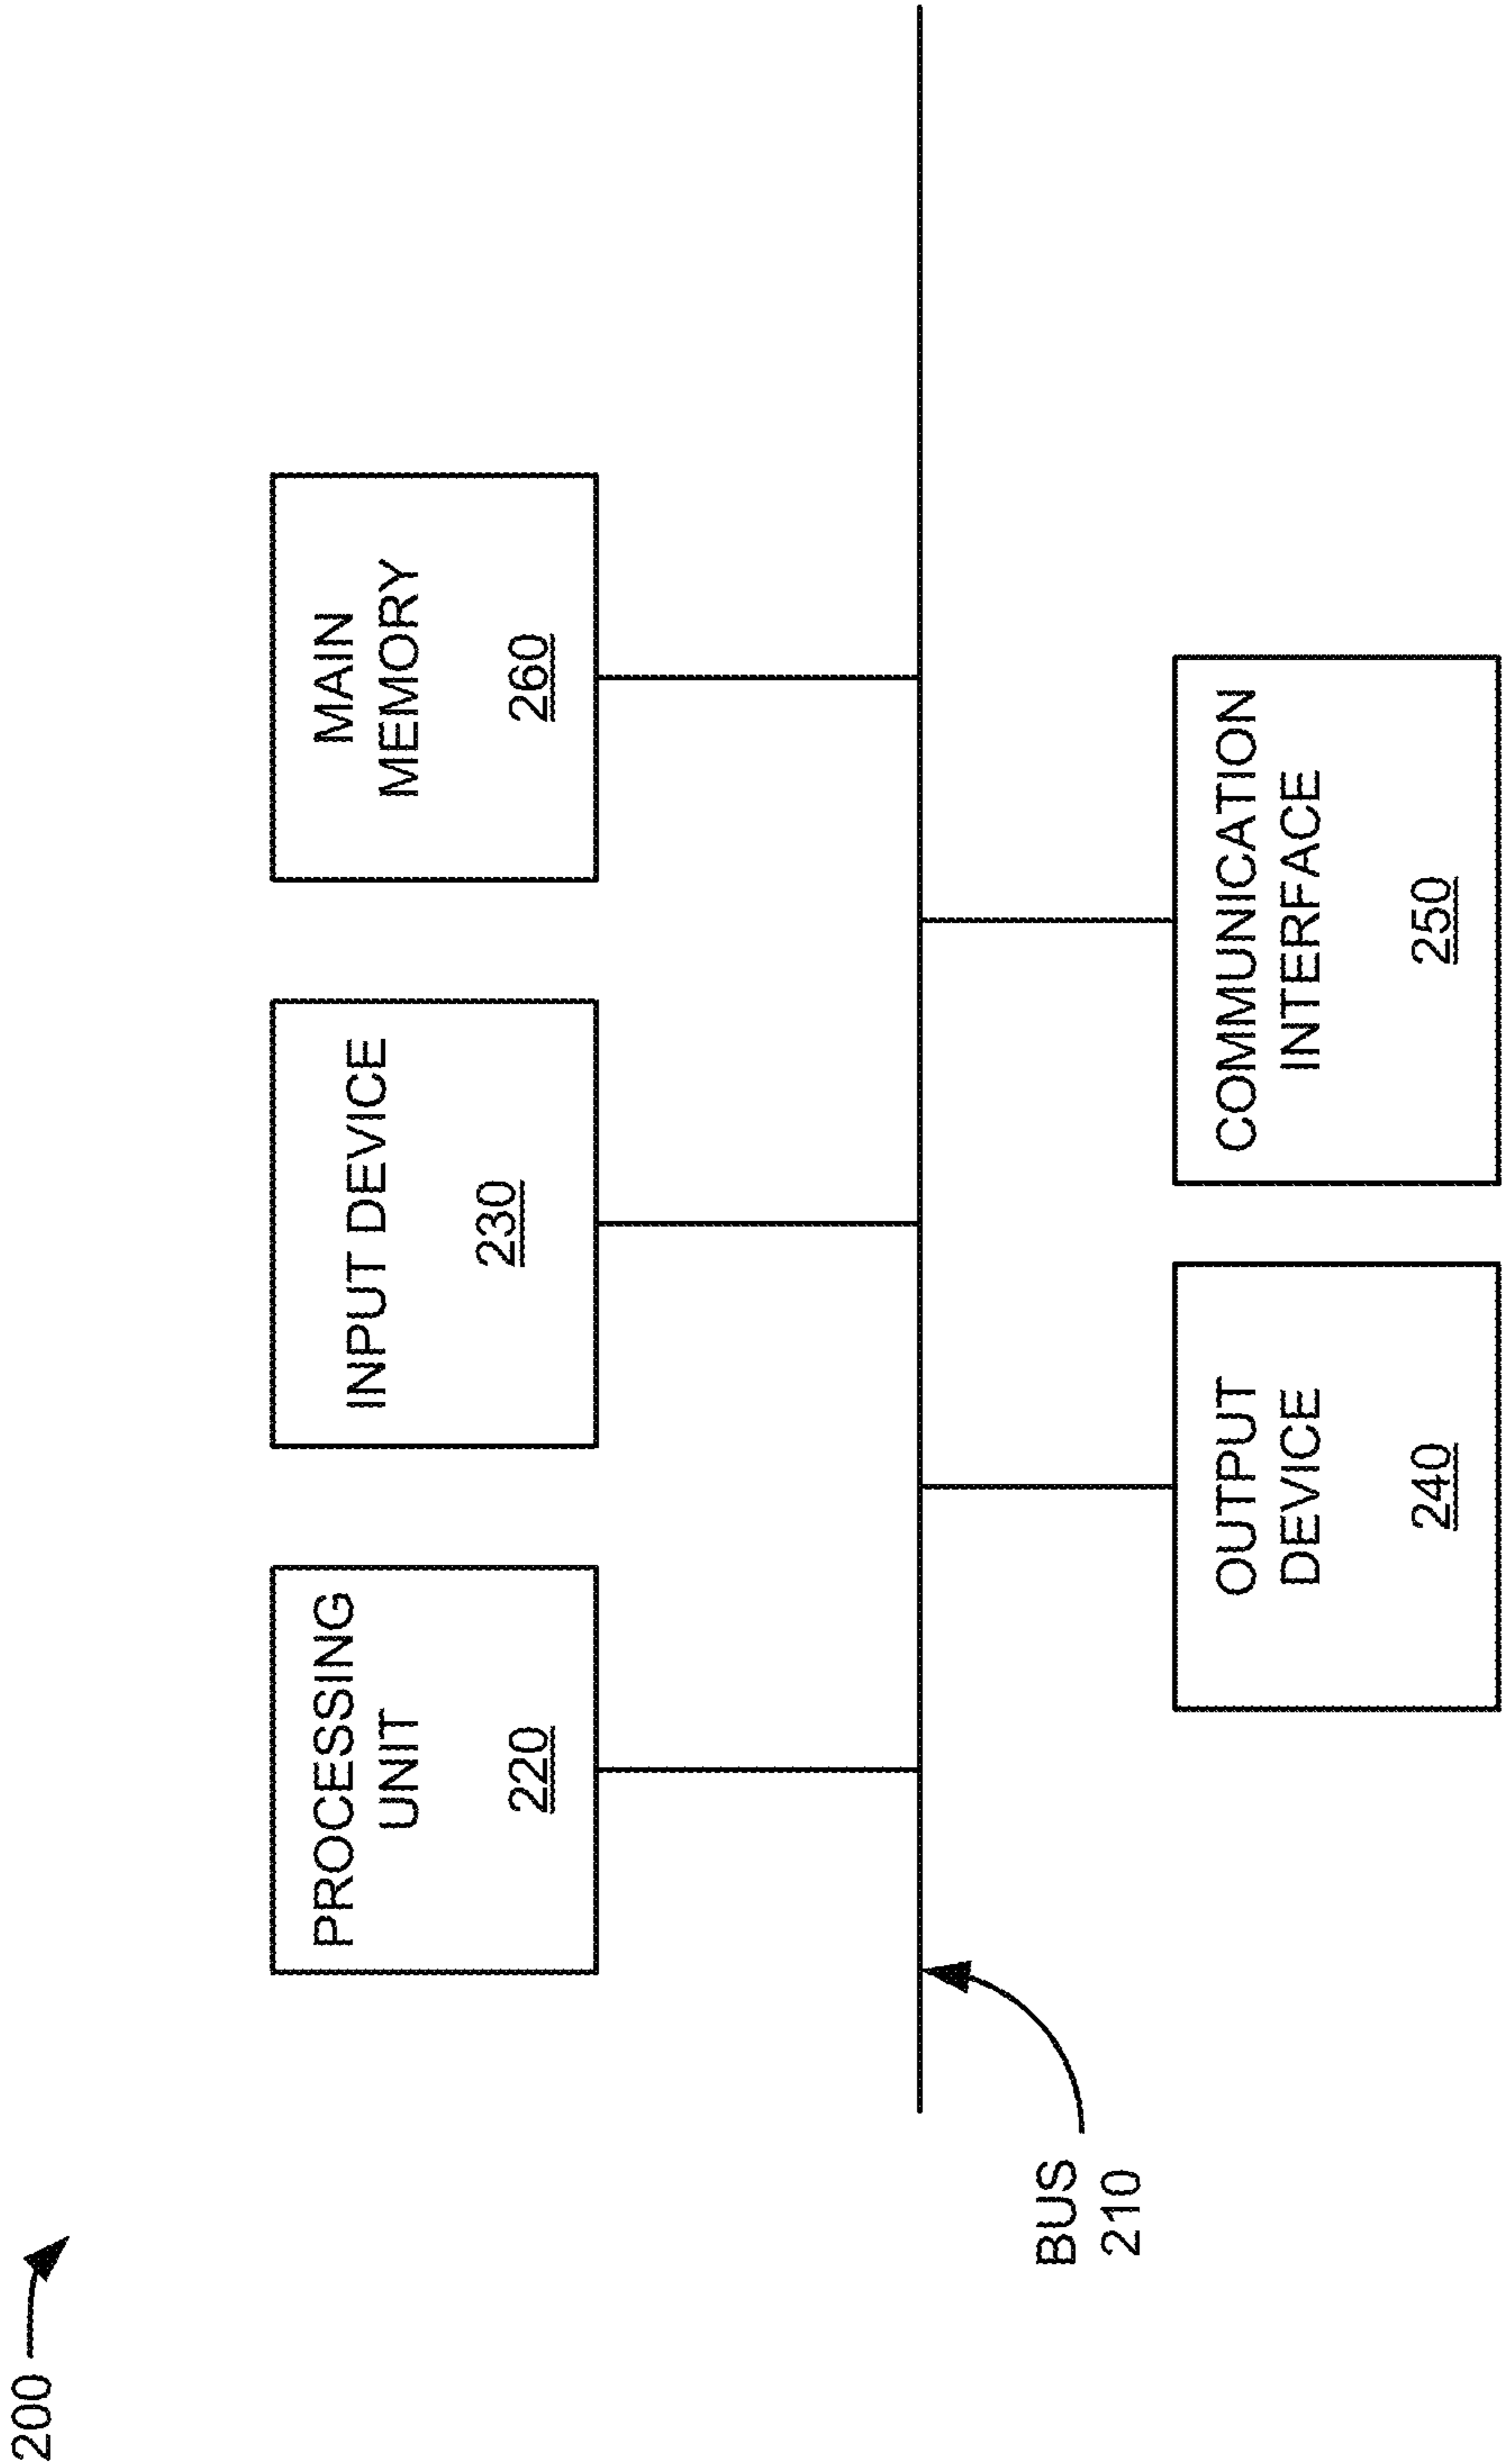 200
PROCESSING
UNIT
220
INPUT DEVICE
230
MAIN
MEMORY
260
BUS
210
OUTPUT
DEVICE
240
COMMUNICATION
INTERFACE
250